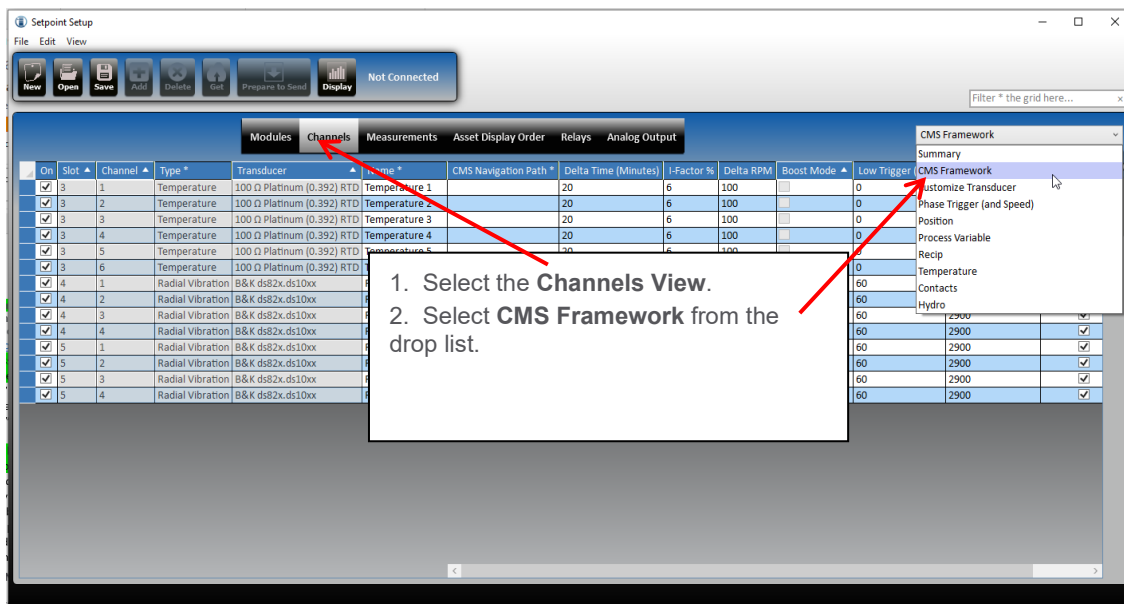 Setpoint Setup
File Edit View
New Open Save Add Delete Get Prepare to Send Display Not Connected
Filter * the grid here... ×
Modules Channels Measurements Asset Display Order Relays Analog Output
CMS Framework
Summary
CMS Framework
Customize Transducer
Phase Trigger (and Speed)
Position
Process Variable
Recip
Temperature
Contacts
Hydro
On Slot Channel Type * Transducer Name * CMS Navigation Path * Delta Time (Minutes) I-Factor % Delta RPM Boost Mode Low Trigger
3 1 Temperature 100 Ω Platinum (0.392) RTD Temperature 1 20 6 100 0
3 2 Temperature 100 Ω Platinum (0.392) RTD Temperature 2 20 6 100 0
3 3 Temperature 100 Ω Platinum (0.392) RTD Temperature 3 20 6 100 0
3 4 Temperature 100 Ω Platinum (0.392) RTD Temperature 4 20 6 100 0
3 5 Temperature 100 Ω Platinum (0.392) RTD Temperature 5 20 6 100 0
3 6 Temperature 100 Ω Platinum (0.392) RTD 0
4 1 Radial Vibration B&K ds82x.ds10xx 60
4 2 Radial Vibration B&K ds82x.ds10xx 60
4 3 Radial Vibration B&K ds82x.ds10xx 60 2900
4 4 Radial Vibration B&K ds82x.ds10xx 60 2900
5 1 Radial Vibration B&K ds82x.ds10xx 60 2900
5 2 Radial Vibration B&K ds82x.ds10xx 60 2900
5 3 Radial Vibration B&K ds82x.ds10xx 60 2900
5 4 Radial Vibration B&K ds82x.ds10xx 60 2900
1. Select the Channels View.
2. Select CMS Framework from the
drop list.